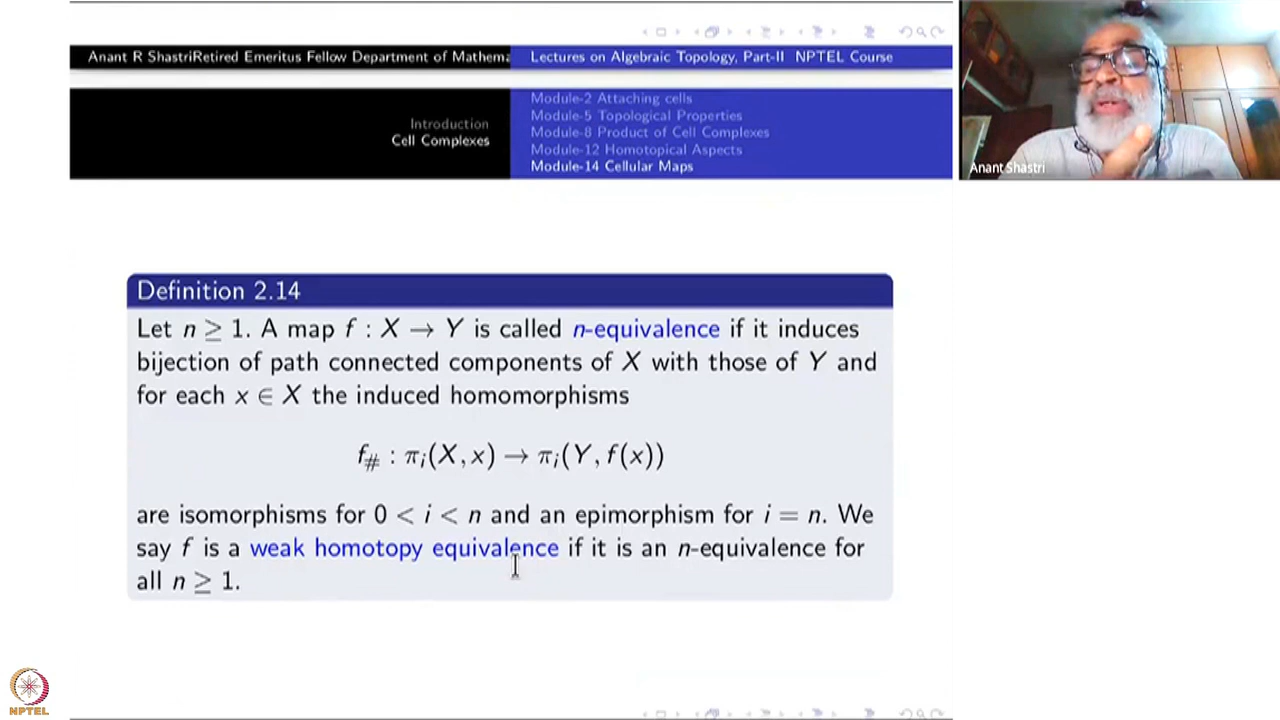 Anant R ShastriRetired Emeritus Fellow Department of Mathema
Lectures on Algebraic Topology, Part-II NPTEL Course
Introduction
Cell Complexes
Module-2 Attaching cells
Module-5 Topological Properties
Module-8 Product of Cell Complexes
Module-12 Homotopical Aspects
Module-14 Cellular Maps
Anant Shastri
Definition 2.14
Let n ≥ 1. A map f : X → Y is called n-equivalence if it induces
bijection of path connected components of X with those of Y and
for each x ∈ X the induced homomorphisms
f# : πi(X, x) → πi(Y, f(x))
are isomorphisms for 0 < i < n and an epimorphism for i = n. We
say f is a weak homotopy equivalence if it is an n-equivalence for
all n ≥ 1.
NPTEL